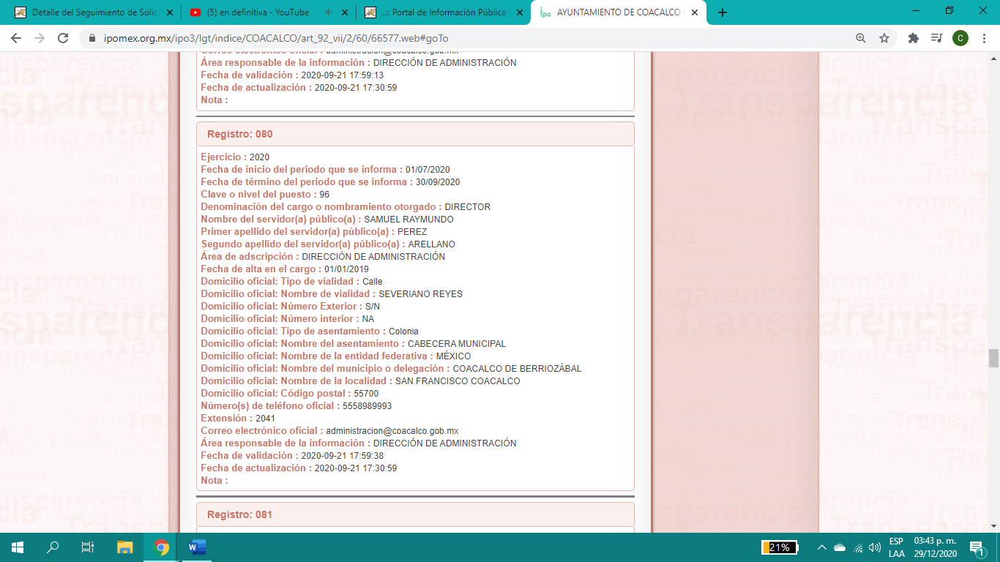 Detalle del Seguimiento de Solic
(5) en definitiva - YouTube
..:: Portal de Información Pública
ipo
AYUNTAMIENTO DE COACALCO
ipomex.org.mx/ipo3/lgt/indice/COACALCO/art_92_vii/2/60/66577.web#goTo
C
Correo electrónico oficial : administracion@coacalco.gob.mx
Área responsable de la información : DIRECCIÓN DE ADMINISTRACIÓN
Fecha de validación : 2020-09-21 17:59:13
Fecha de actualización : 2020-09-21 17:30:59
Nota :
Registro: 080
Ejercicio : 2020
Fecha de inicio del periodo que se informa : 01/07/2020
Fecha de término del periodo que se informa : 30/09/2020
Clave o nivel del puesto : 96
Denominación del cargo o nombramiento otorgado : DIRECTOR
Nombre del servidor(a) público(a) : SAMUEL RAYMUNDO
Primer apellido del servidor(a) público(a) : PEREZ
Segundo apellido del servidor(a) público(a) : ARELLANO
Área de adscripción : DIRECCIÓN DE ADMINISTRACIÓN
Fecha de alta en el cargo : 01/01/2019
Domicilio oficial: Tipo de vialidad : Calle
Domicilio oficial: Nombre de vialidad : SEVERIANO REYES
Domicilio oficial: Número Exterior : S/N
Domicilio oficial: Número interior : NA
Domicilio oficial: Tipo de asentamiento : Colonia
Domicilio oficial: Nombre del asentamiento : CABECERA MUNICIPAL
Domicilio oficial: Nombre de la entidad federativa : MÉXICO
Domicilio oficial: Nombre del municipio o delegación : COACALCO DE BERRIOZÁBAL
Domicilio oficial: Nombre de la localidad : SAN FRANCISCO COACALCO
Domicilio oficial: Código postal : 55700
Número(s) de teléfono oficial : 5558989993
Extensión : 2041
Correo electrónico oficial : administracion@coacalco.gob.mx
Área responsable de la información : DIRECCIÓN DE ADMINISTRACIÓN
Fecha de validación : 2020-09-21 17:59:38
Fecha de actualización : 2020-09-21 17:30:59
Nota :
Registro: 081
21%
ESP
LAA
03:43 p. m.
29/12/2020
1